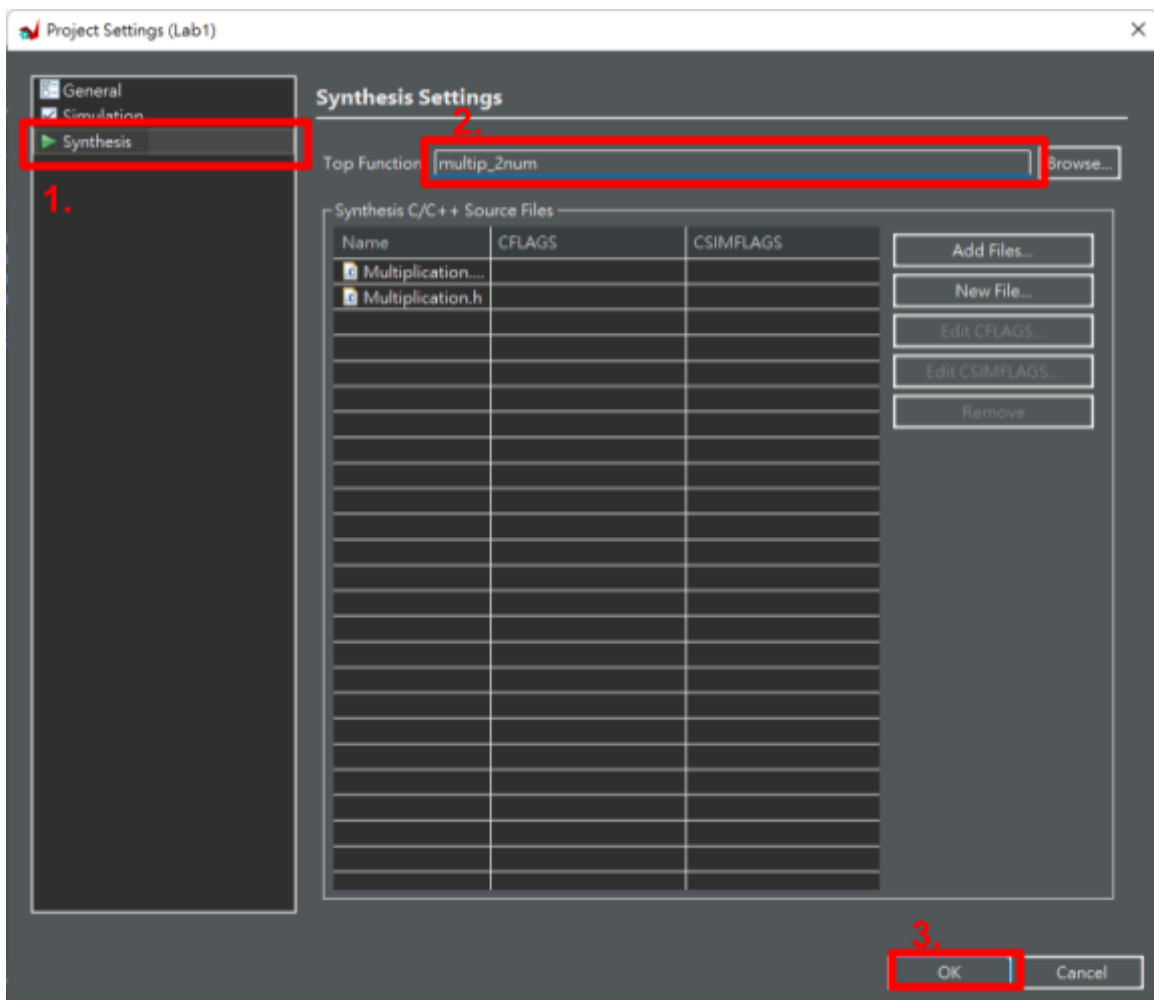 Project Settings (Lab1)
General
Simulation
Synthesis
1.
Synthesis Settings
2.
Top Function multip_2num Browse...
Synthesis C/C++ Source Files
Name CFLAGS CSIMFLAGS
Multiplication....
Multiplication.h
Add Files...
New File...
Edit CFLAGS...
Edit CSIMFLAGS...
Remove
3.
OK Cancel